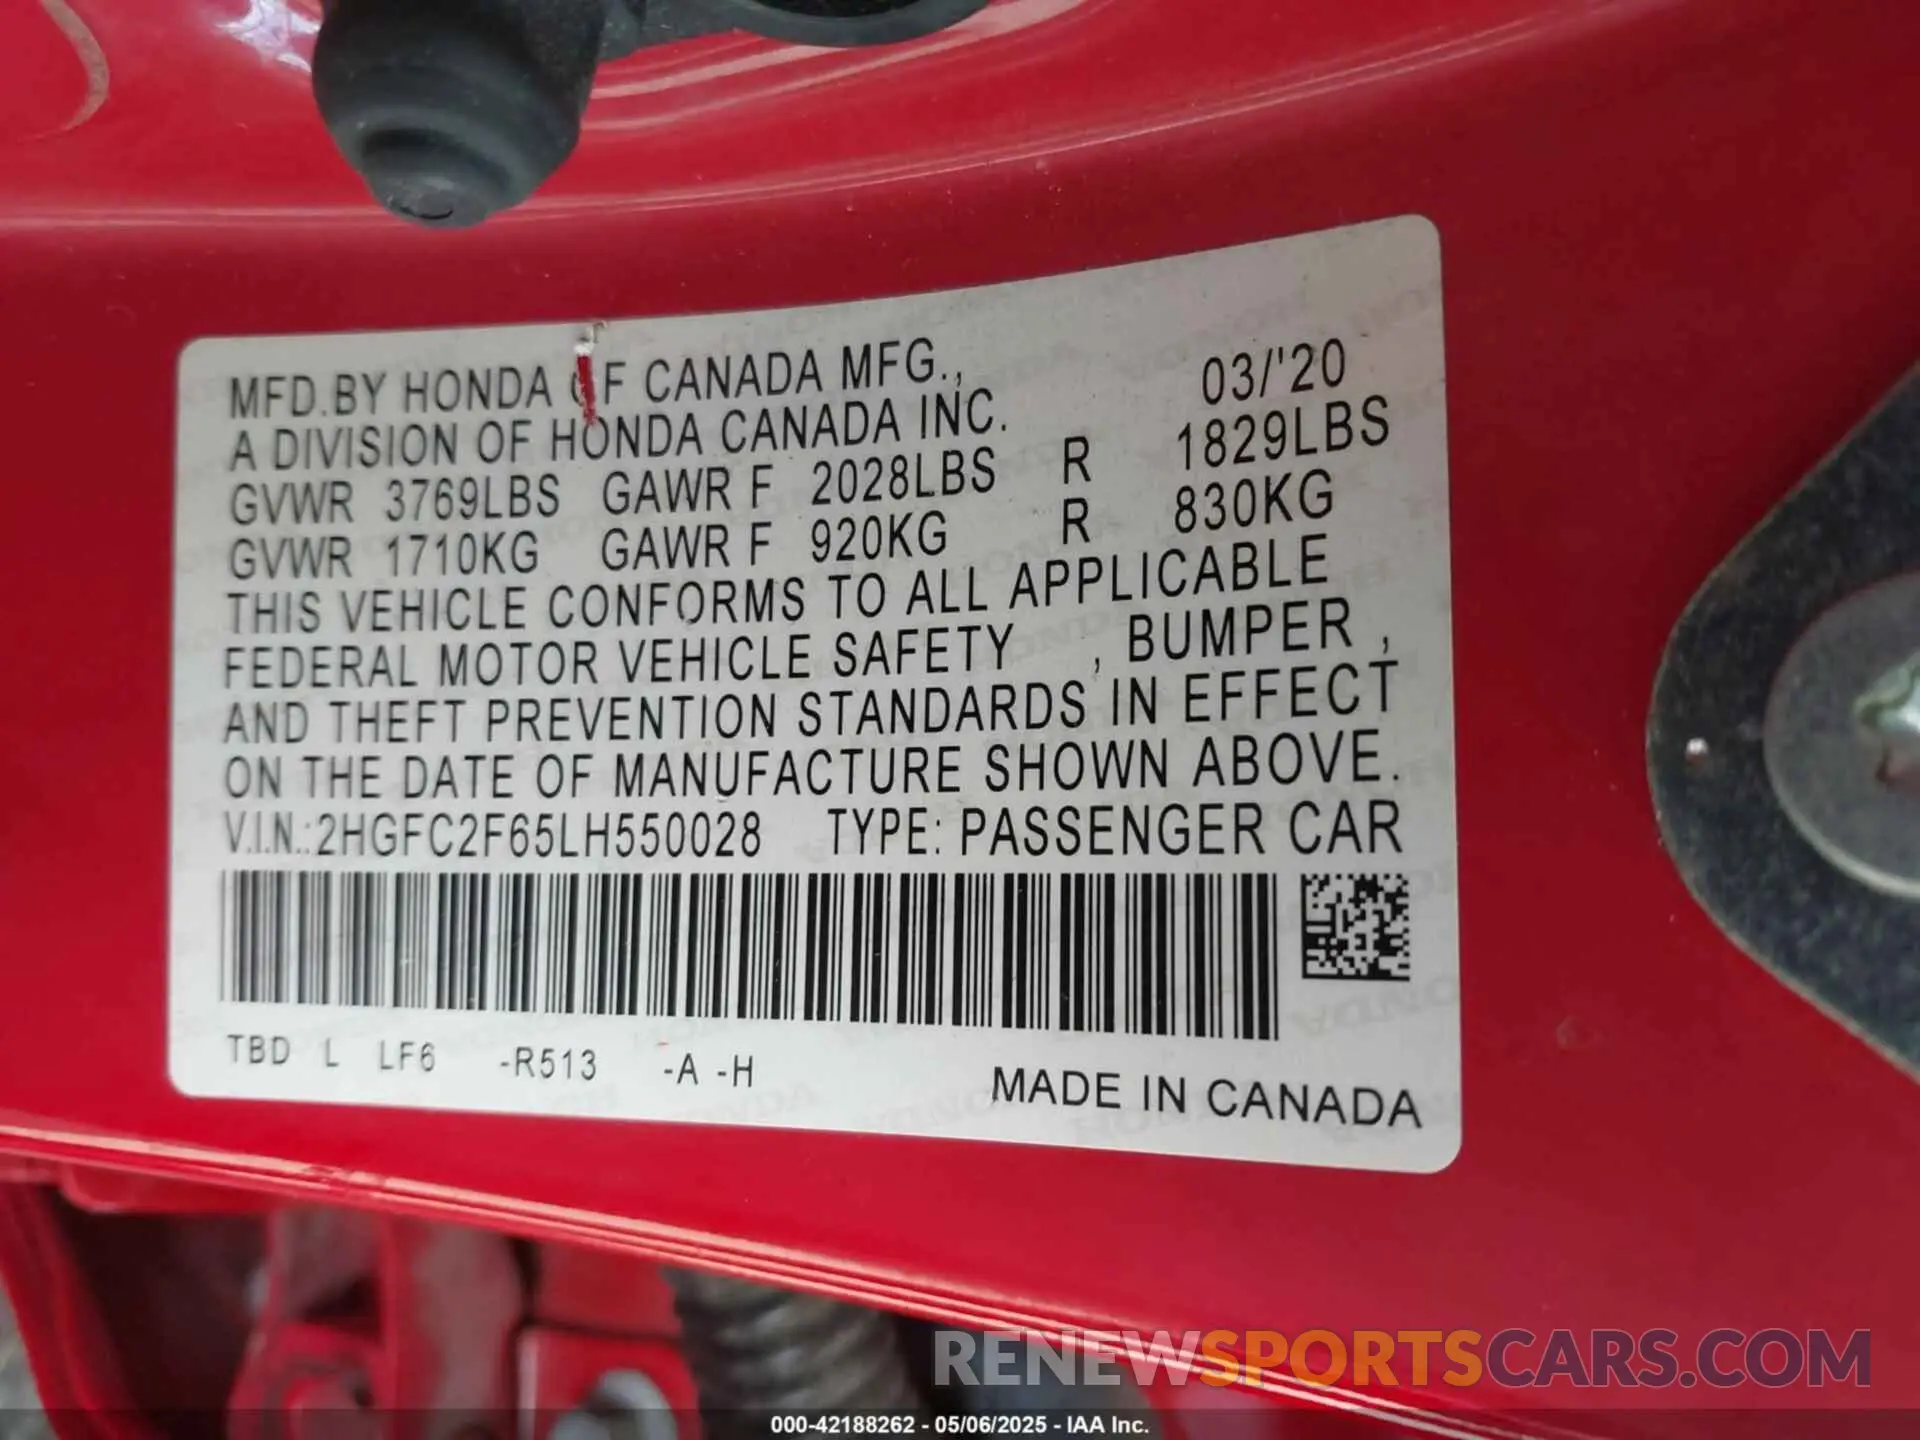 MFD.BY HONDA OF CANADA MFG., 03/'20
A DIVISION OF HONDA CANADA INC.
GVWR 3769LBS GAWR F 2028LBS R 1829LBS
GVWR 1710KG GAWR F 920KG R 830KG
THIS VEHICLE CONFORMS TO ALL APPLICABLE
FEDERAL MOTOR VEHICLE SAFETY , BUMPER ,
AND THEFT PREVENTION STANDARDS IN EFFECT
ON THE DATE OF MANUFACTURE SHOWN ABOVE.
V.I.N.:2HGFC2F65LH550028 TYPE: PASSENGER CAR
TBD L LF6 -R513 -A -H
MADE IN CANADA
RENEWSPORTSCARS.COM
000-42188262 - 05/06/2025 - IAA Inc.